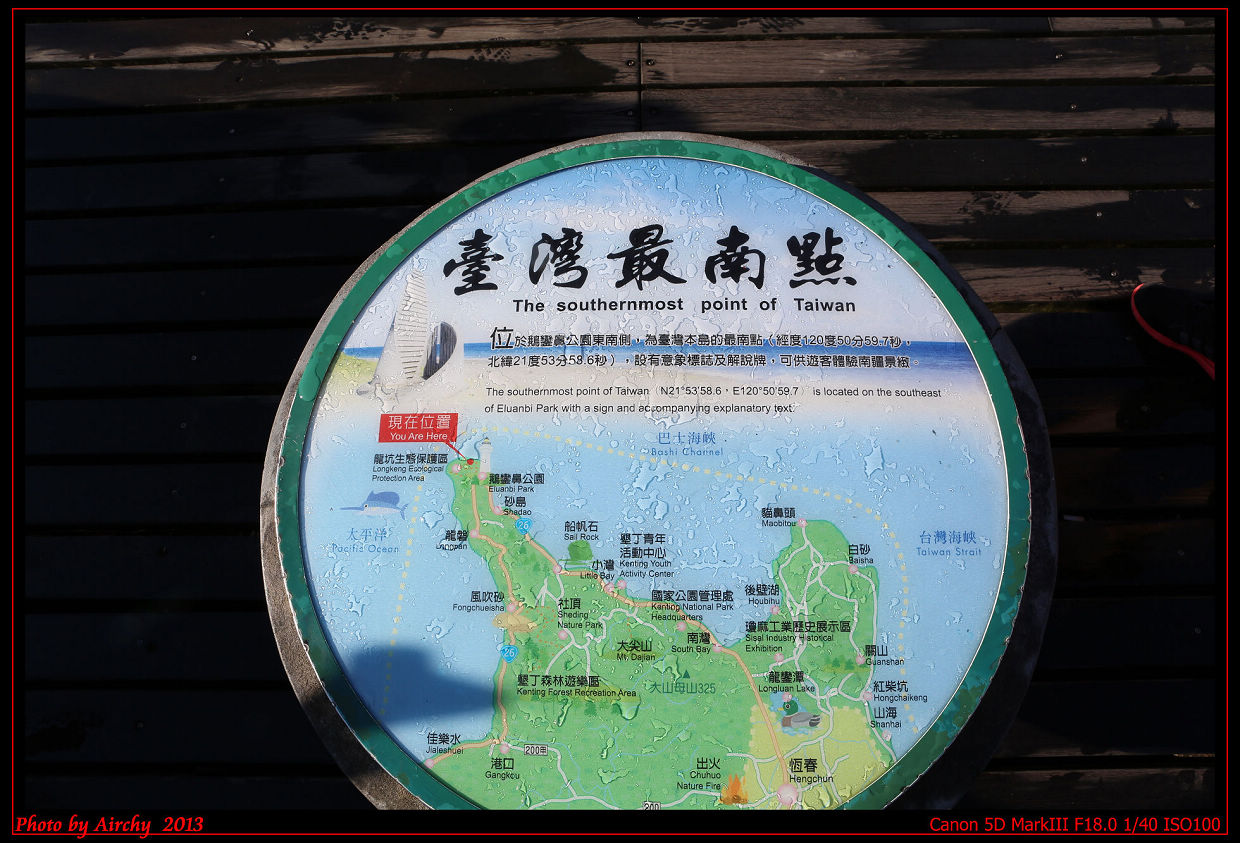 臺灣最南點
The southernmost point of Taiwan
位於鵝鑾鼻公園東南側，為臺灣本島的最南點（經度120度50分59.7秒，
北緯21度53分58.6秒），設有意象標誌及解說牌，可供遊客體驗南疆景緻。
The southernmost point of Taiwan（N21°53'58.6，E120°50'59.7） is located on the southeast
of Eluanbi Park with a sign and accompanying explanatory text.
現在位置
You Are Here
巴士海峽
Bashi Channel
龍坑生態保護區
Longkeng Ecological
Protection Area
鵝鑾鼻公園
Eluanbi Park
砂島
Shadao
26
太平洋
Pacific Ocean
龍磐
Longpan
船帆石
Sail Rock
墾丁青年
活動中心
Kenting Youth
Activity Center
小灣
Little Bay
貓鼻頭
Maobitou
白砂
Baisha
台灣海峽
Taiwan Strait
風吹砂
Fongchueisha
社頂
Sheding
Nature Park
國家公園管理處
Kenting National Park
Headquarters
後壁湖
Houbihu
瓊麻工業歷史展示區
Sisal Industry Historical
Exhibition
南灣
South Bay
大尖山
Mt. Dajian
26
關山
Guanshan
墾丁森林遊樂區
Kenting Forest Recreation Area
大山母山325
龍鑾潭
Longluan Lake
紅柴坑
Hongchaikeng
山海
Shanhai
佳樂水
Jialeshuei
港口
Gangkou
200甲
出火
Chuhuo
Nature Fire
恆春
Hengchun
200
Photo by Airchy 2013
Canon 5D MarkIII F18.0 1/40 ISO100